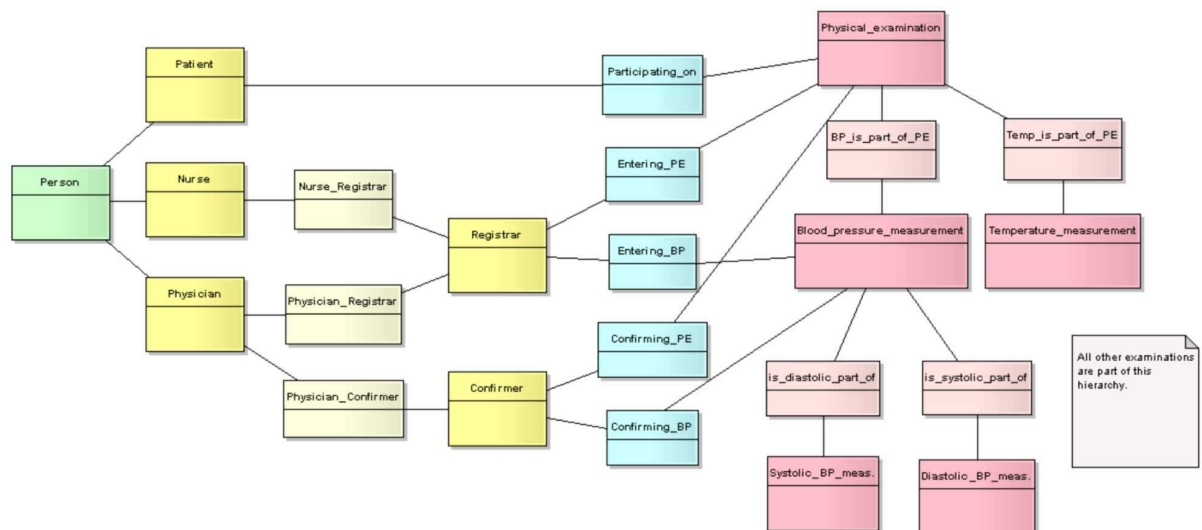 Physical_examination
Patient
Participating_on
BP_is_part_of_PE
Temp_is_part_of_PE
Entering_PE
Person
Nurse
Nurse_Registrar
Registrar
Entering_BP
Blood_pressure_measurement
Temperature_measurement
Physician
Physician_Registrar
Confirming_PE
All other examinations
are part of this
hierarchy.
is_diastolic_part_of
is_systolic_part_of
Physician_Confirmer
Confirmer
Confirming_BP
Systolic_BP_meas.
Diastolic_BP_meas.